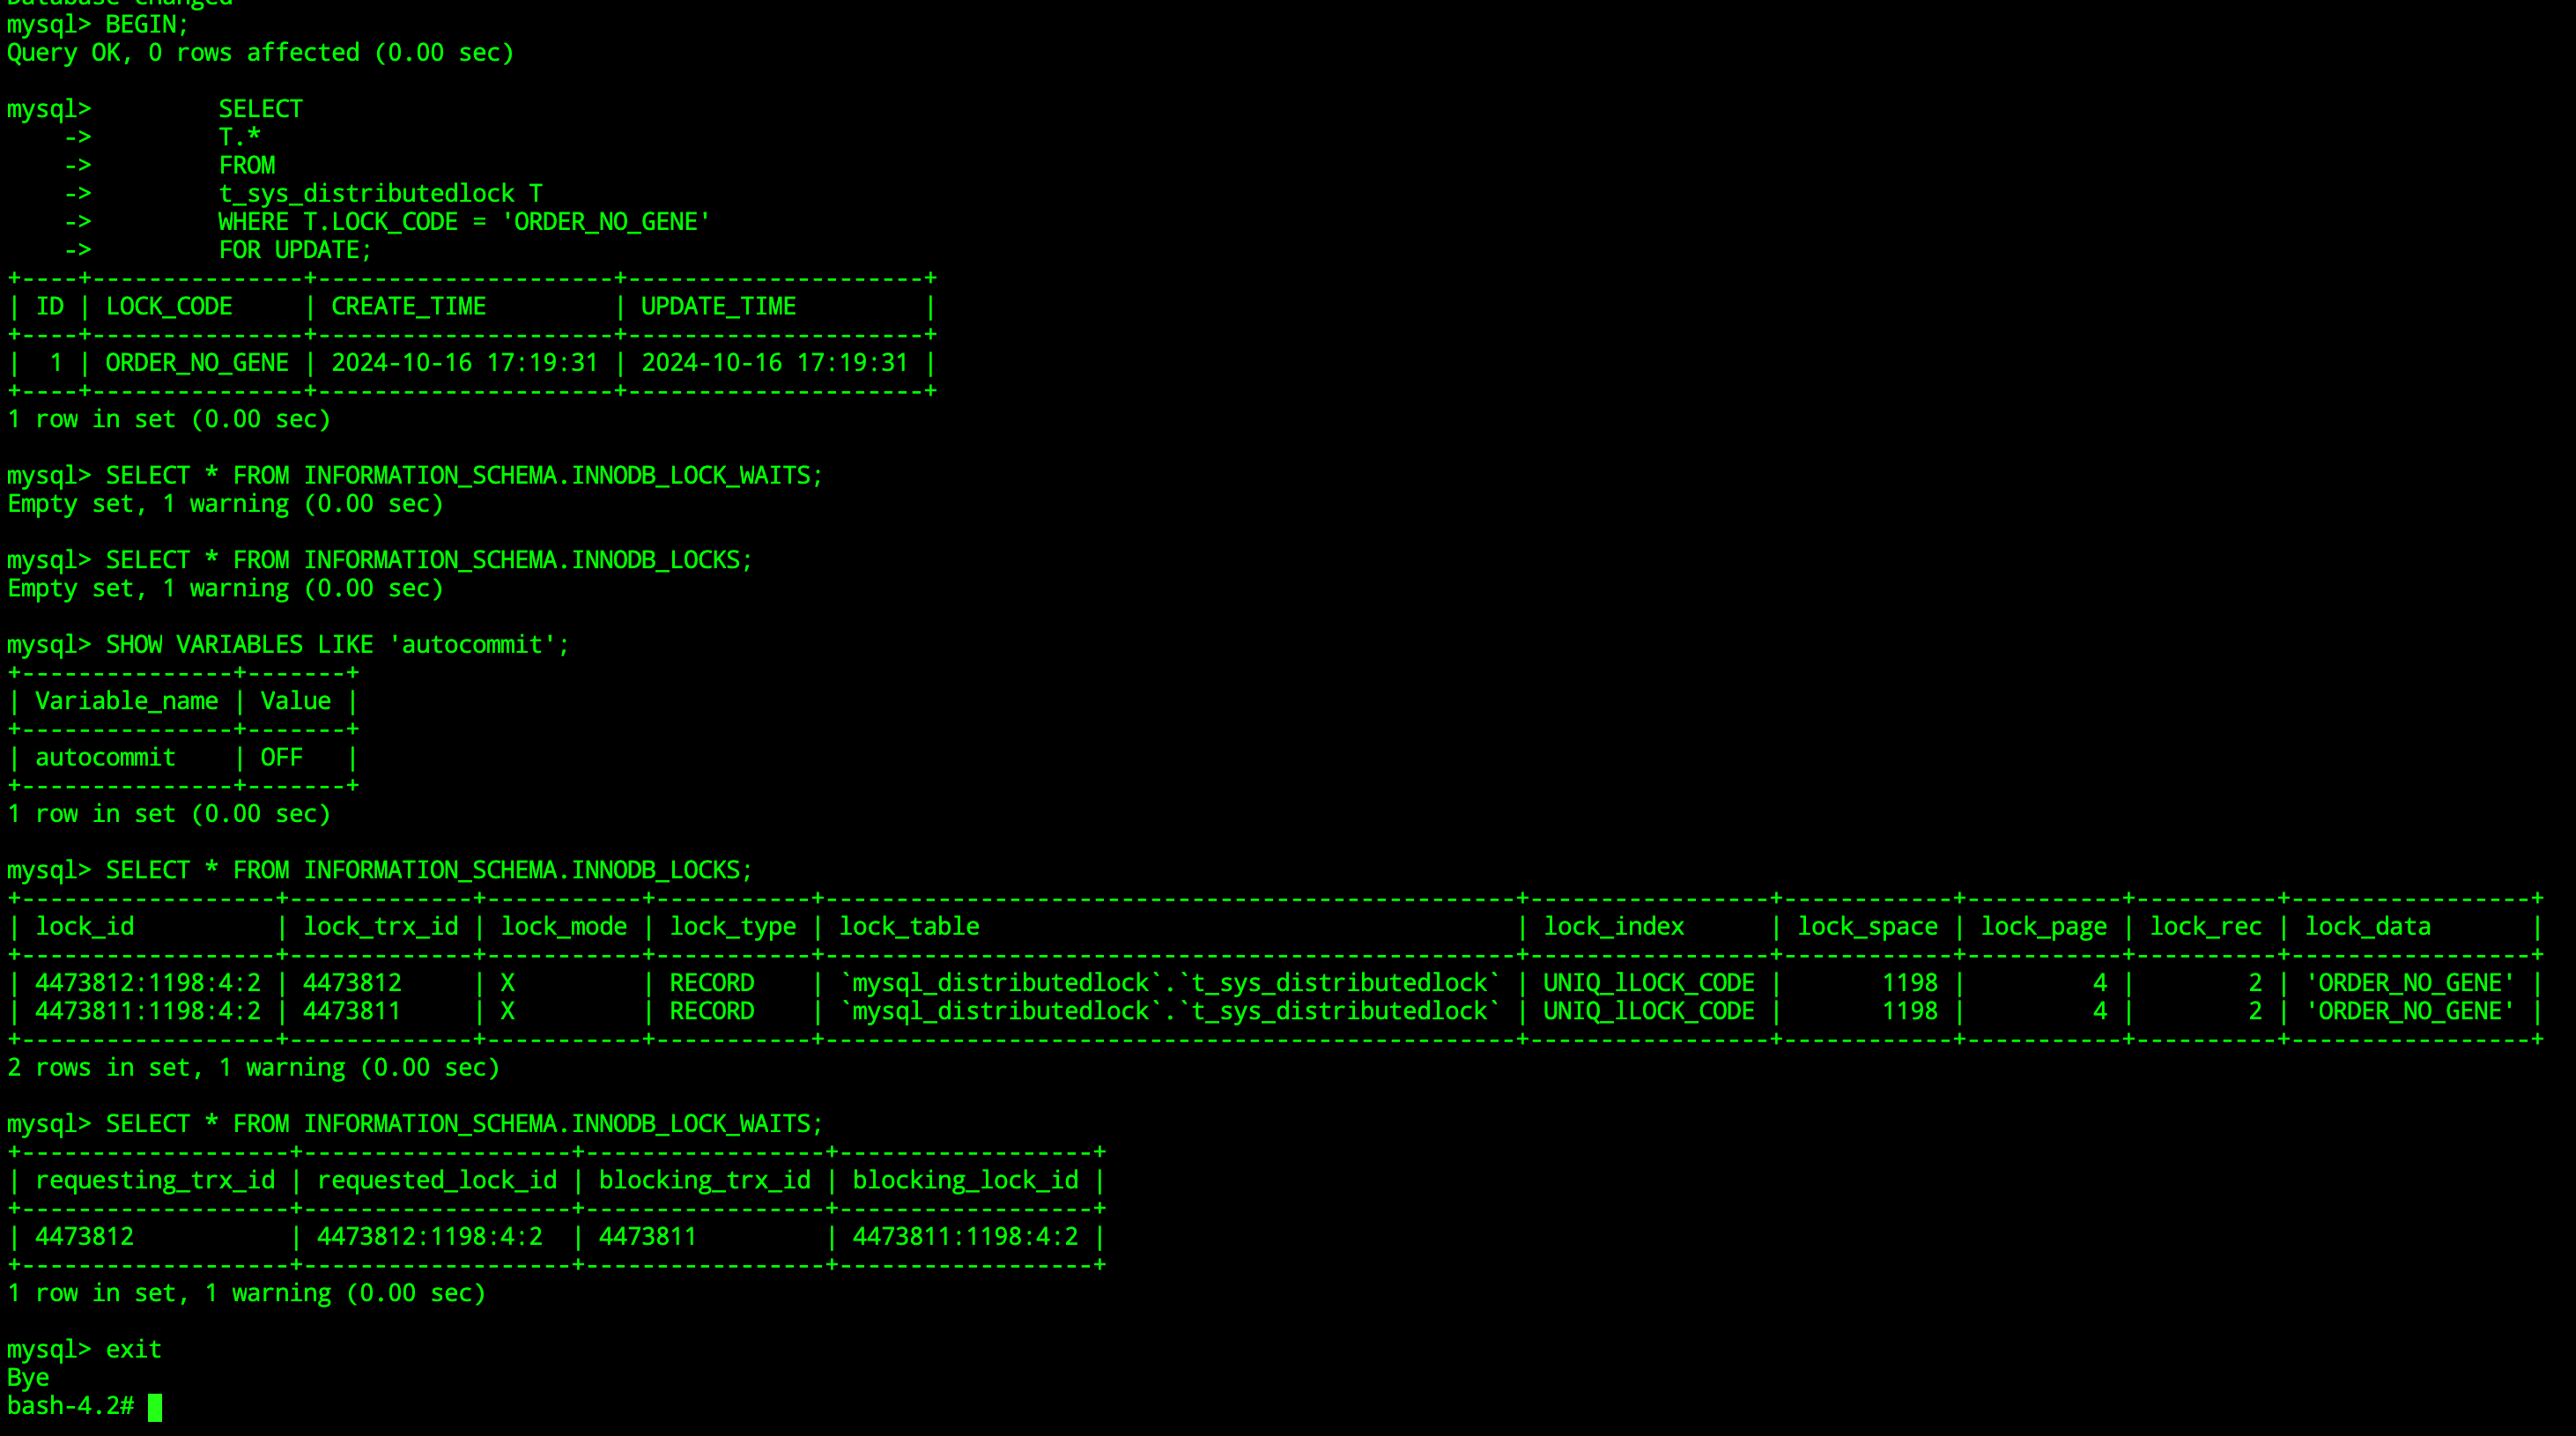 Database changed
mysql> BEGIN;
Query OK, 0 rows affected (0.00 sec)

mysql>         SELECT
    ->         T.*
    ->         FROM
    ->         t_sys_distributedlock T
    ->         WHERE T.LOCK_CODE = 'ORDER_NO_GENE'
    ->         FOR UPDATE;
+----+---------------+---------------------+---------------------+
| ID | LOCK_CODE     | CREATE_TIME         | UPDATE_TIME         |
+----+---------------+---------------------+---------------------+
|  1 | ORDER_NO_GENE | 2024-10-16 17:19:31 | 2024-10-16 17:19:31 |
+----+---------------+---------------------+---------------------+
1 row in set (0.00 sec)

mysql> SELECT * FROM INFORMATION_SCHEMA.INNODB_LOCK_WAITS;
Empty set, 1 warning (0.00 sec)

mysql> SELECT * FROM INFORMATION_SCHEMA.INNODB_LOCKS;
Empty set, 1 warning (0.00 sec)

mysql> SHOW VARIABLES LIKE 'autocommit';
+---------------+-------+
| Variable_name | Value |
+---------------+-------+
| autocommit    | OFF   |
+---------------+-------+
1 row in set (0.00 sec)

mysql> SELECT * FROM INFORMATION_SCHEMA.INNODB_LOCKS;
+------------------+-------------+-----------+-----------+-------------------------------------------------+-----------------+------------+-----------+----------+-----------------+
| lock_id          | lock_trx_id | lock_mode | lock_type | lock_table                                      | lock_index      | lock_space | lock_page | lock_rec | lock_data       |
+------------------+-------------+-----------+-----------+-------------------------------------------------+-----------------+------------+-----------+----------+-----------------+
| 4473812:1198:4:2 | 4473812     | X         | RECORD    | `mysql_distributedlock`.`t_sys_distributedlock` | UNIQ_lLOCK_CODE |       1198 |         4 |        2 | 'ORDER_NO_GENE' |
| 4473811:1198:4:2 | 4473811     | X         | RECORD    | `mysql_distributedlock`.`t_sys_distributedlock` | UNIQ_lLOCK_CODE |       1198 |         4 |        2 | 'ORDER_NO_GENE' |
+------------------+-------------+-----------+-----------+-------------------------------------------------+-----------------+------------+-----------+----------+-----------------+
2 rows in set, 1 warning (0.00 sec)

mysql> SELECT * FROM INFORMATION_SCHEMA.INNODB_LOCK_WAITS;
+-------------------+-------------------+-----------------+------------------+
| requesting_trx_id | requested_lock_id | blocking_trx_id | blocking_lock_id |
+-------------------+-------------------+-----------------+------------------+
| 4473812           | 4473812:1198:4:2  | 4473811         | 4473811:1198:4:2 |
+-------------------+-------------------+-----------------+------------------+
1 row in set, 1 warning (0.00 sec)

mysql> exit
Bye
bash-4.2#